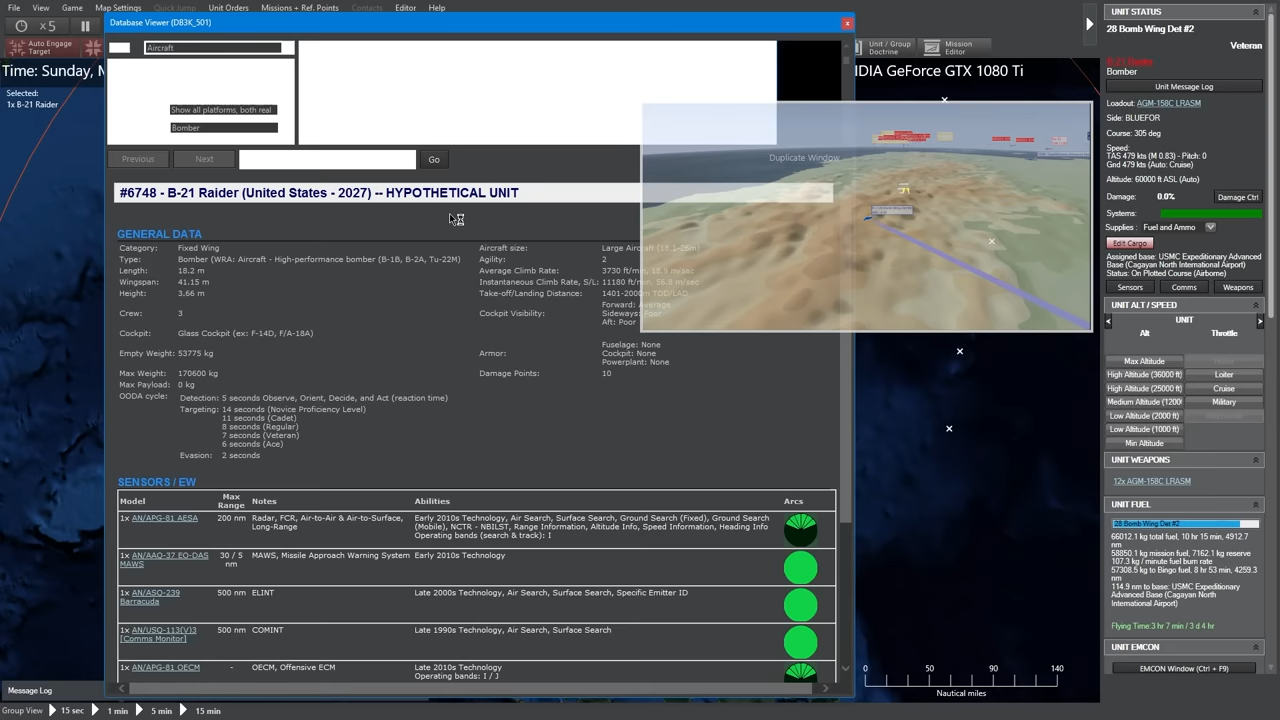 File View Game Map Settings Quick Jump Unit Orders Missions + Ref. Points Contacts Editor Help
×5
Auto Engage
Target
Time: Sunday, M
Selected:
1x B-21 Raider
Database Viewer (DB3K_501)
x
Aircraft
Show all platforms, both real
Bomber
Previous Next Go
#6748 - B-21 Raider (United States - 2027) -- HYPOTHETICAL UNIT
GENERAL DATA
Category: Fixed Wing
Type: Bomber (WRA: Aircraft - High-performance bomber (B-1B, B-2A, Tu-22M)
Length: 18.2 m
Wingspan: 41.15 m
Height: 3.66 m
Crew: 3
Cockpit: Glass Cockpit (ex: F-14D, F/A-18A)
Empty Weight: 53775 kg
Max Weight: 170600 kg
Max Payload: 0 kg
OODA cycle: Detection: 5 seconds Observe, Orient, Decide, and Act (reaction time)
Targeting: 14 seconds (Novice Proficiency Level)
11 seconds (Cadet)
8 seconds (Regular)
7 seconds (Veteran)
6 seconds (Ace)
Evasion: 2 seconds
Aircraft size: Large Aircraft (18.1-26m)
Agility: 2
Average Climb Rate: 3730 ft/min, 18.9 m/sec
Instantaneous Climb Rate, S/L: 11180 ft/min, 56.8 m/sec
Take-off/Landing Distance: 1401-2000m TOD/LAD
Cockpit Visibility: Forward: Average
Sideways: Poor
Aft: Poor
Armor: Fuselage: None
Cockpit: None
Powerplant: None
Damage Points: 10
SENSORS / EW
Model Max Range Notes Abilities Arcs
1x AN/APG-81 AESA 200 nm Radar, FCR, Air-to-Air & Air-to-Surface, Long-Range Early 2010s Technology, Air Search, Surface Search, Ground Search (Fixed), Ground Search
(Mobile), NCTR - NBILST, Range Information, Altitude Info, Speed Information, Heading Info
Operating bands (search & track): I
1x AN/AAQ-37 EO-DAS MAWS 30 / 5 nm MAWS, Missile Approach Warning System Early 2010s Technology
1x AN/ASQ-239 Barracuda 500 nm ELINT Late 2000s Technology, Air Search, Surface Search, Specific Emitter ID
1x AN/USQ-113(V)3 [Comms Monitor] 500 nm COMINT Late 1990s Technology, Air Search, Surface Search
1x AN/APG-81 OECM - OECM, Offensive ECM Late 2010s Technology
Operating bands: I / J
Duplicate Window
Unit / Group
Doctrine
Mission
Editor
IDIA GeForce GTX 1080 Ti
0 50 90 140
Nautical miles
UNIT STATUS
28 Bomb Wing Det #2
Veteran
B-21 Raider
Bomber
Unit Message Log
Loadout: AGM-158C LRASM
Side: BLUEFOR
Course: 305 deg
Speed:
TAS 479 kts (M 0.83) - Pitch: 0
Gnd 479 kts (Auto: Cruise)
Altitude: 60000 ft ASL (Auto)
Damage: 0.0% Damage Ctrl
Systems:
Supplies : Fuel and Ammo
Edit Cargo
Assigned base: USMC Expeditionary Advanced
Base (Cagayan North International Airport)
Status: On Plotted Course (Airborne)
Sensors Comms Weapons
UNIT ALT / SPEED
< UNIT >
Alt Throttle
Max Altitude
High Altitude (36000 ft) Loiter
High Altitude (25000 ft) Cruise
Medium Altitude (1200 Military
Low Altitude (2000 ft)
Low Altitude (1000 ft)
Min Altitude
UNIT WEAPONS
12x AGM-158C LRASM
UNIT FUEL
28 Bomb Wing Det #2
66012.1 kg total fuel, 10 hr 15 min, 4912.7
nm
58850.1 kg mission fuel, 7162.1 kg reserve
107.3 kg / minute fuel burn rate
57308.5 kg to Bingo fuel, 8 hr 53 min, 4259.3
nm
114.9 nm to base: USMC Expeditionary
Advanced Base (Cagayan North
International Airport)
Flying Time:3 hr 7 min / 3 d 4 hr
UNIT EMCON
EMCON Window (Ctrl + F9)
Message Log
Group View 15 sec 1 min 5 min 15 min